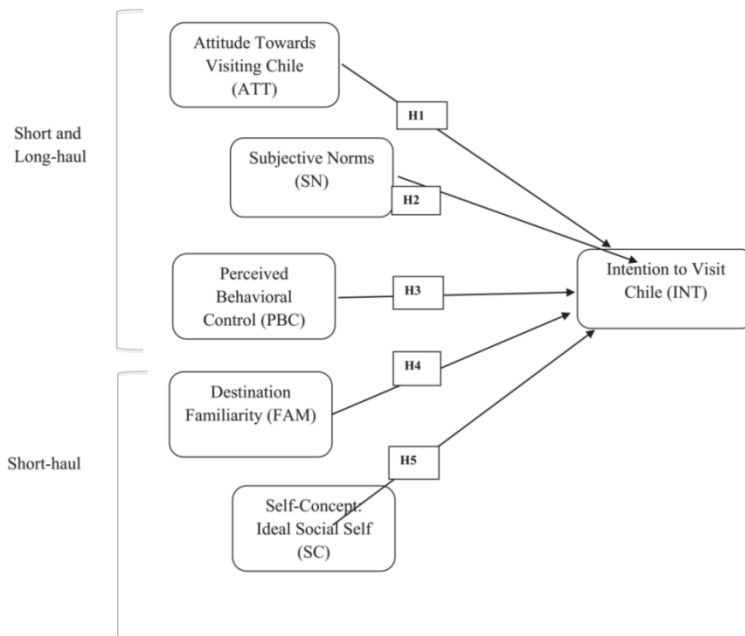 Attitude Towards
Visiting Chile
(ATT)
H1
Short and
Long-haul
Subjective Norms
(SN)
H2
Intention to Visit
Chile (INT)
Perceived
Behavioral
Control (PBC)
H3
H4
Destination
Familiarity (FAM)
Short-haul
H5
Self-Concept:
Ideal Social Self
(SC)